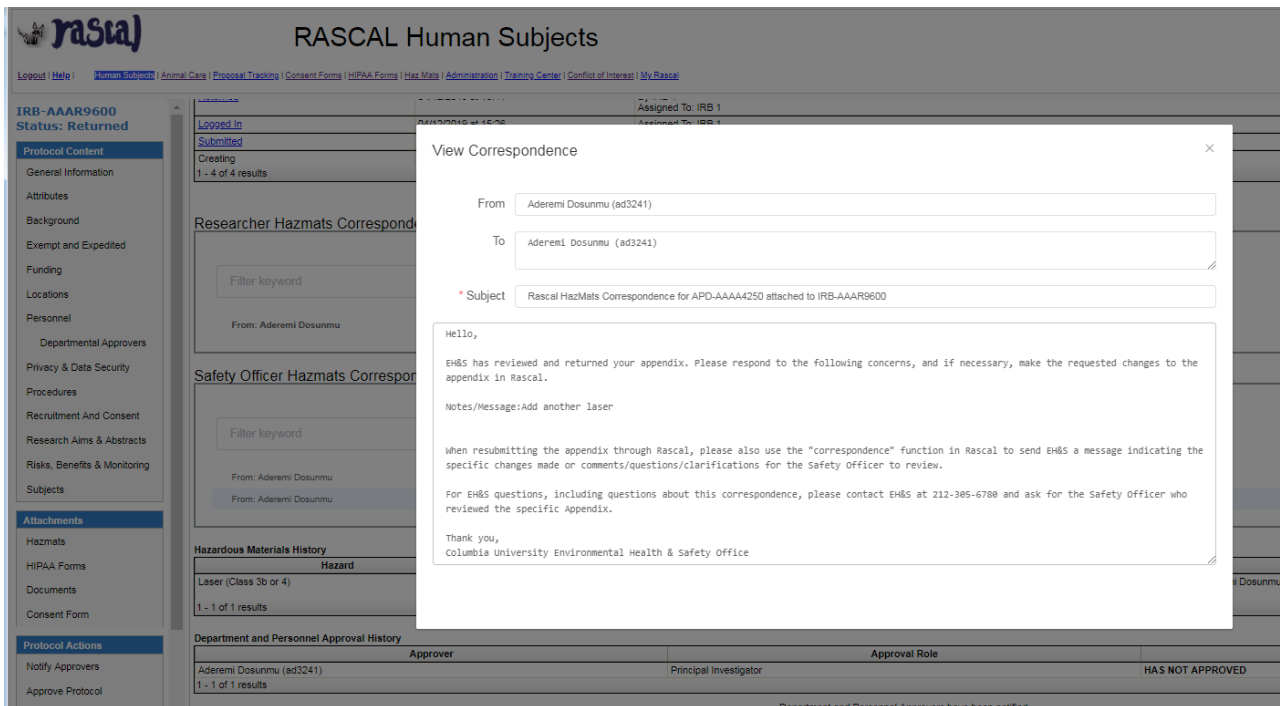 rascal
RASCAL Human Subjects
Logout | Help | Human Subjects | Animal Care | Proposal Tracking | Consent Forms | HIPAA Forms | Haz Mats | Administration | Training Center | Conflict of Interest | My Rascal
IRB-AAAR9600
Status: Returned
Protocol Content
General Information
Attributes
Background
Exempt and Expedited
Funding
Locations
Personnel
Departmental Approvers
Privacy & Data Security
Procedures
Recruitment And Consent
Research Aims & Abstracts
Risks, Benefits & Monitoring
Subjects
Attachments
Hazmats
HIPAA Forms
Documents
Consent Form
Protocol Actions
Notify Approvers
Approve Protocol
Assigned To: IRB 1
Logged In 04/12/2019 at 15:26 Assigned To: IRB 1
Submitted
Creating
1 - 4 of 4 results
Researcher Hazmats Corresponde
Filter keyword
From: Aderemi Dosunmu
Safety Officer Hazmats Correspon
Filter keyword
From: Aderemi Dosunmu
From: Aderemi Dosunmu
View Correspondence ×
From Aderemi Dosunmu (ad3241)
To Aderemi Dosunmu (ad3241)
* Subject Rascal HazMats Correspondence for APD-AAAA4250 attached to IRB-AAAR9600
Hello,
EH&S has reviewed and returned your appendix. Please respond to the following concerns, and if necessary, make the requested changes to the
appendix in Rascal.
Notes/Message:Add another laser
When resubmitting the appendix through Rascal, please also use the "correspondence" function in Rascal to send EH&S a message indicating the
specific changes made or comments/questions/clarifications for the Safety Officer to review.
For EH&S questions, including questions about this correspondence, please contact EH&S at 212-305-6780 and ask for the Safety Officer who
reviewed the specific Appendix.
Thank you,
Columbia University Environmental Health & Safety Office
Hazardous Materials History
Hazard
Laser (Class 3b or 4) i Dosunmu
1 - 1 of 1 results
Department and Personnel Approval History
Approver Approval Role
Aderemi Dosunmu (ad3241) Principal Investigator HAS NOT APPROVED
1 - 1 of 1 results